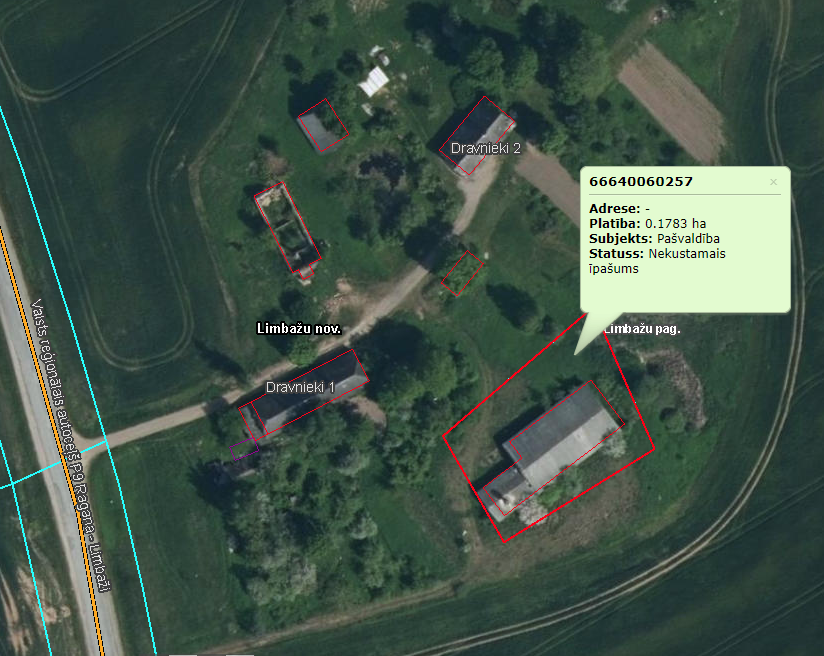 Dravnieki 2
66640060257
×
Adrese: -
Platība: 0.1783 ha
Subjekts: Pašvaldība
Statuss: Nekustamais
īpašums
Limbažu nov.
Limbažu pag.
Dravnieki 1
Valsts reģionālais autoceļš P9 Ragana - Limbaži